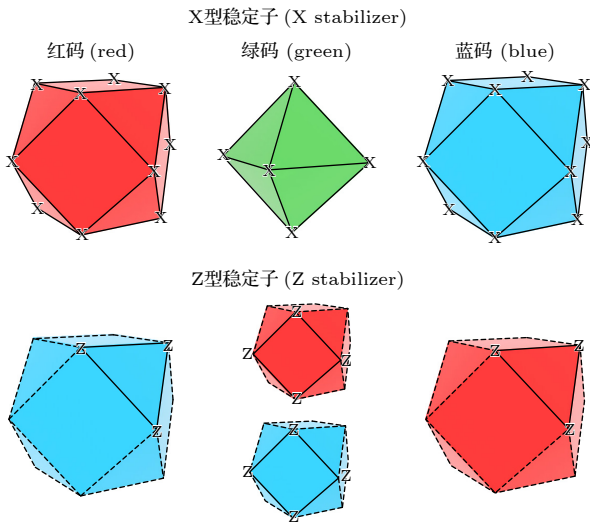 X型稳定子 (X stabilizer)
红码 (red) 绿码 (green) 蓝码 (blue)
X X X X X X X X X X
X X X X X
X X X X X X X X X X
Z型稳定子 (Z stabilizer)
Z Z Z
Z Z Z Z
Z Z Z Z
Z Z Z